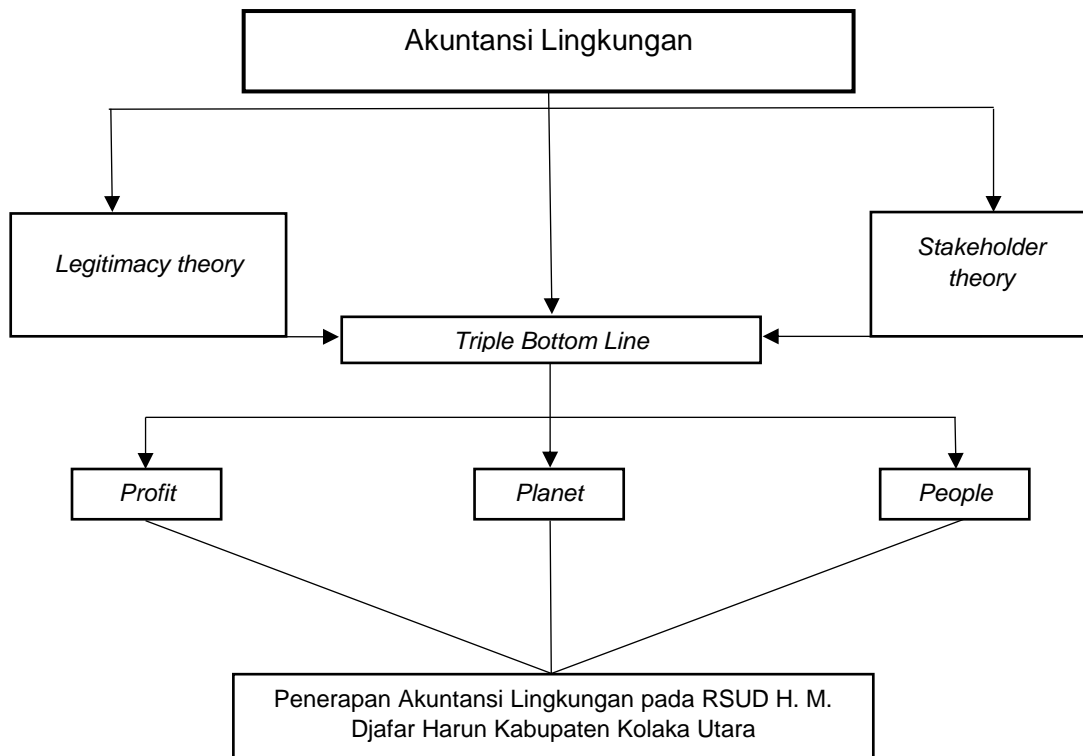 Akuntansi Lingkungan
Legitimacy theory
Stakeholder
theory
Triple Bottom Line
Profit
Planet
People
Penerapan Akuntansi Lingkungan pada RSUD H. M.
Djafar Harun Kabupaten Kolaka Utara